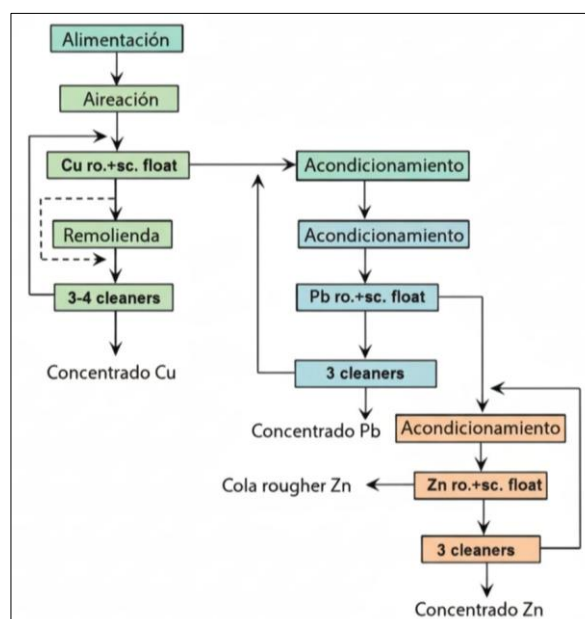 Alimentación
Aireación
Cu ro.+sc. float
Acondicionamiento
Remolienda
Acondicionamiento
3-4 cleaners
Pb ro.+sc. float
Concentrado Cu
3 cleaners
Concentrado Pb
Acondicionamiento
Cola rougher Zn
Zn ro.+sc. float
3 cleaners
Concentrado Zn